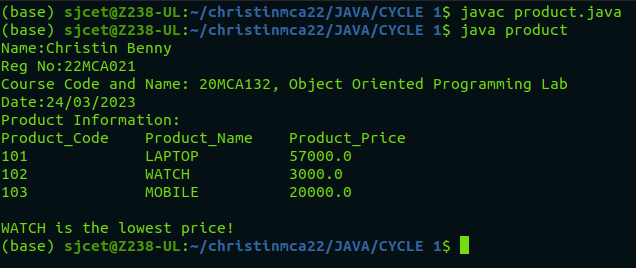 (base) sjcet@Z238-UL:~/christinmca22/JAVA/CYCLE 1$ javac product.java
(base) sjcet@Z238-UL:~/christinmca22/JAVA/CYCLE 1$ java product
Name:Christin Benny
Reg No:22MCA021
Course Code and Name: 20MCA132, Object Oriented Programming Lab
Date:24/03/2023
Product Information:
Product_Code    Product_Name    Product_Price
101             LAPTOP          57000.0
102             WATCH           3000.0
103             MOBILE          20000.0
WATCH is the lowest price!
(base) sjcet@Z238-UL:~/christinmca22/JAVA/CYCLE 1$